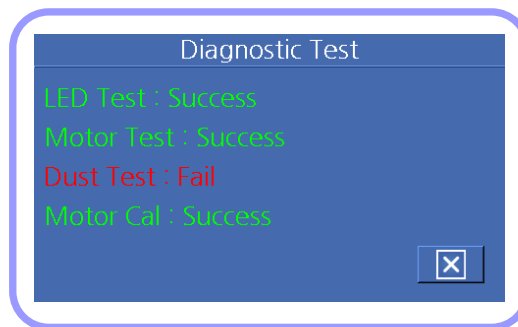 Diagnostic Test
LED Test : Success
Motor Test : Success
Dust Test : Fail
Motor Cal : Success